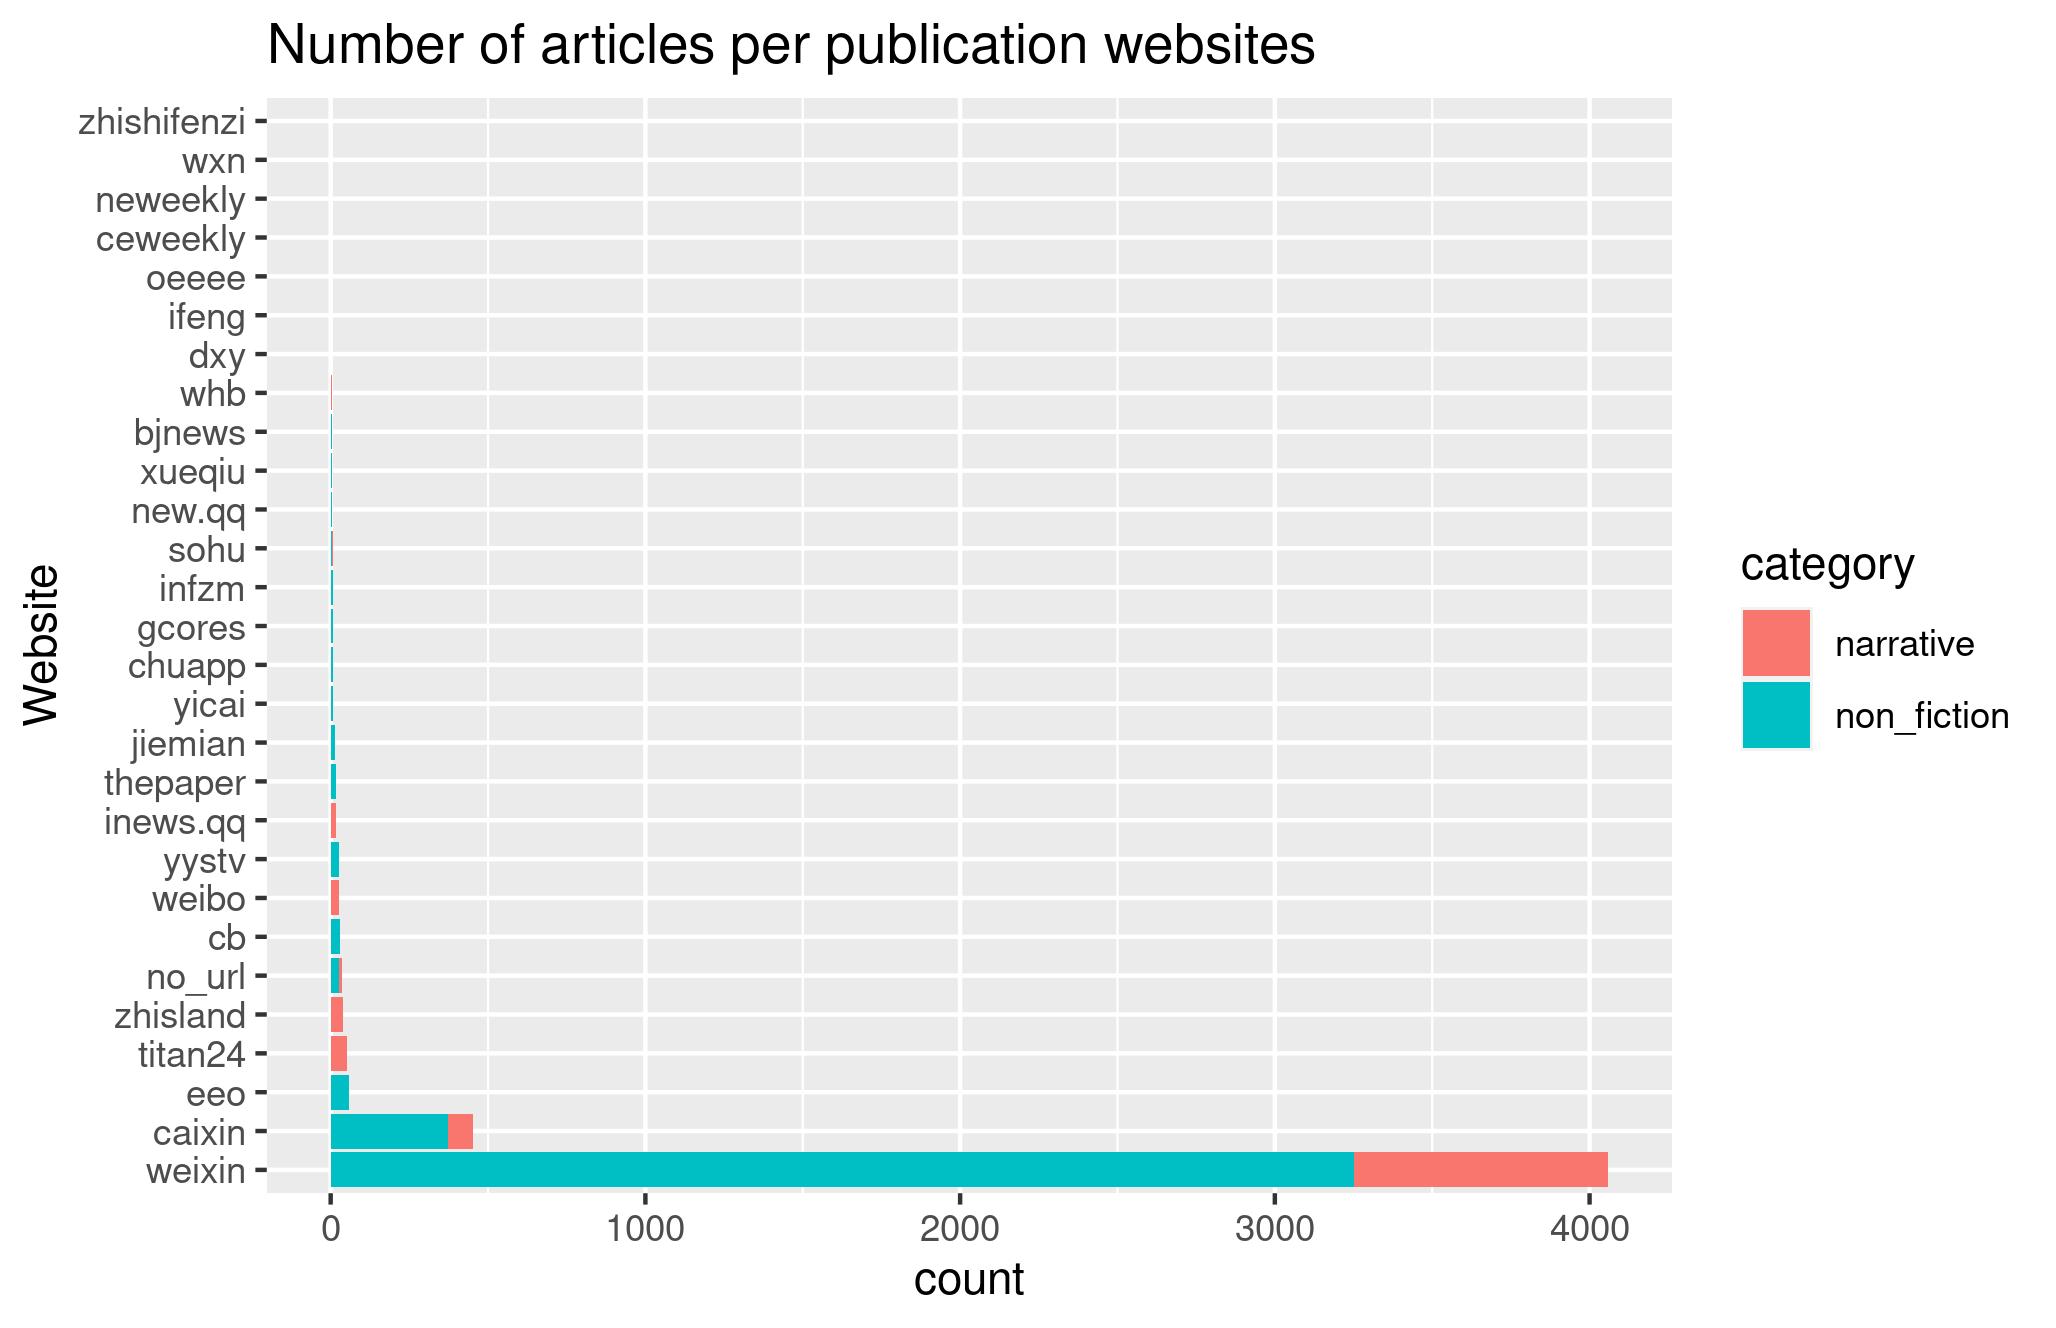 Number of articles per publication websites
zhishifenzi
wxn
neweekly
ceweekly
oeeee
ifeng
dxy
whb
bjnews
xueqiu
new.qq
sohu
infzm
gcores
chuapp
yicai
jiemian
thepaper
inews.qq
yystv
weibo
cb
no_url
zhisland
titan24
eeo
caixin
weixin
Website
0 1000 2000 3000 4000
count
category
narrative
non_fiction